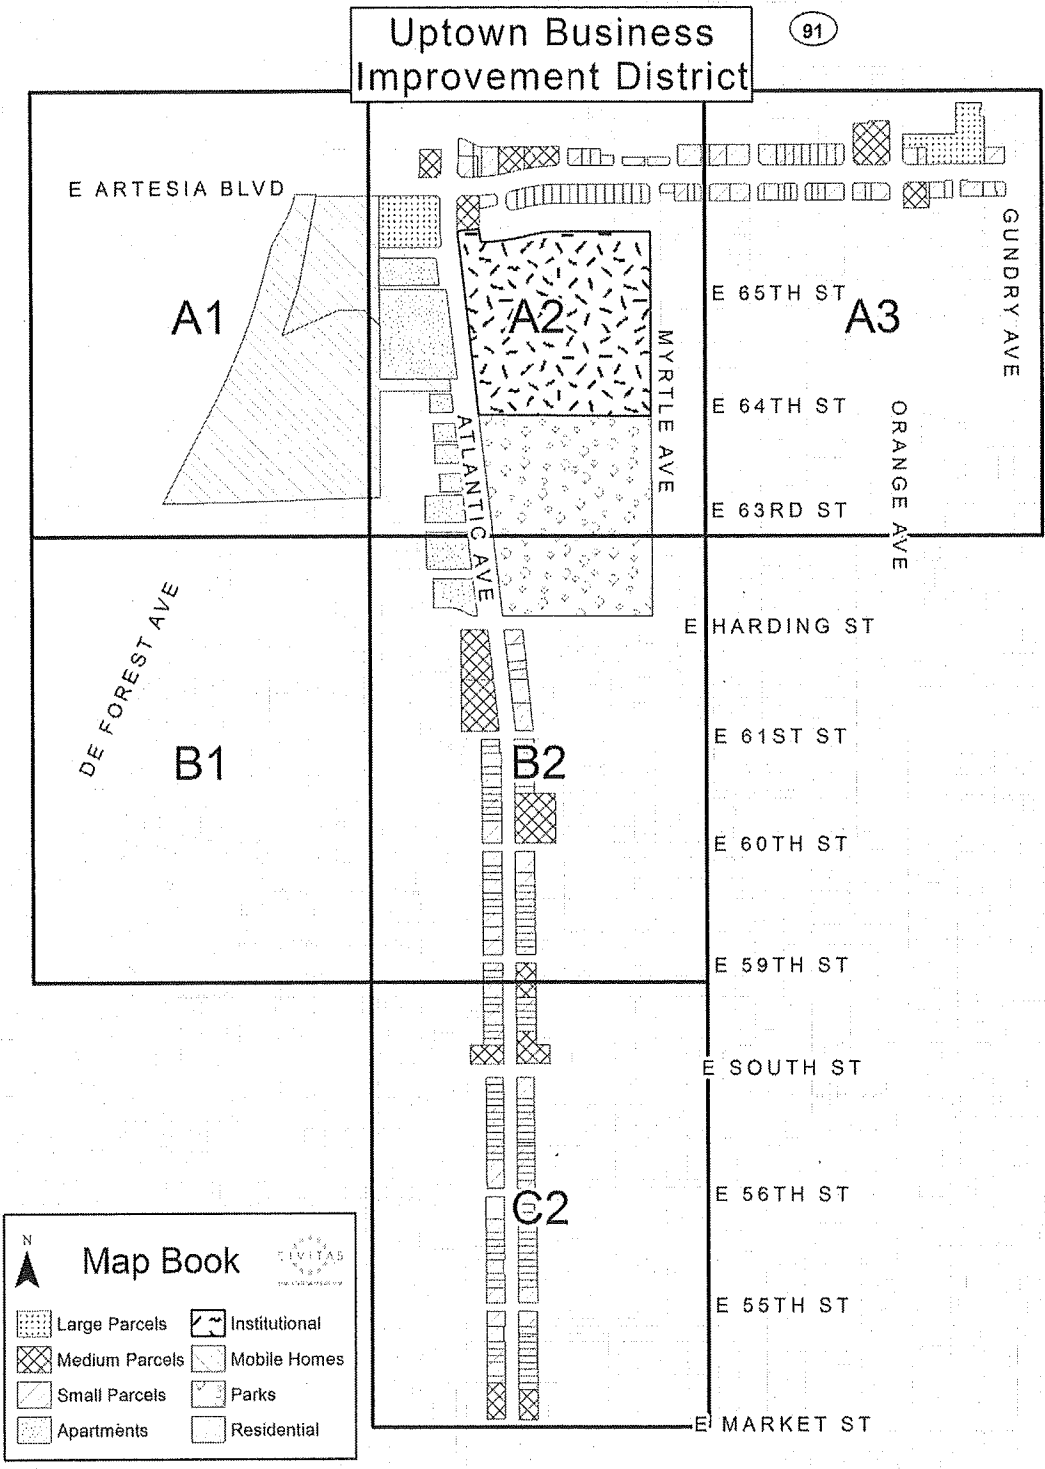 Uptown Business
Improvement District
91
E ARTESIA BLVD
A1
A2
A3
E 65TH ST
GUNDRY AVE
MYRTLE AVE
E 64TH ST
ORANGE AVE
ATLANTIC AVE
E 63RD ST
DE FOREST AVE
E HARDING ST
B1
B2
E 61ST ST
E 60TH ST
E 59TH ST
E SOUTH ST
C2
E 56TH ST
E 55TH ST
E MARKET ST
N
Map Book
CIVITAS
Large Parcels
Institutional
Medium Parcels
Mobile Homes
Small Parcels
Parks
Apartments
Residential